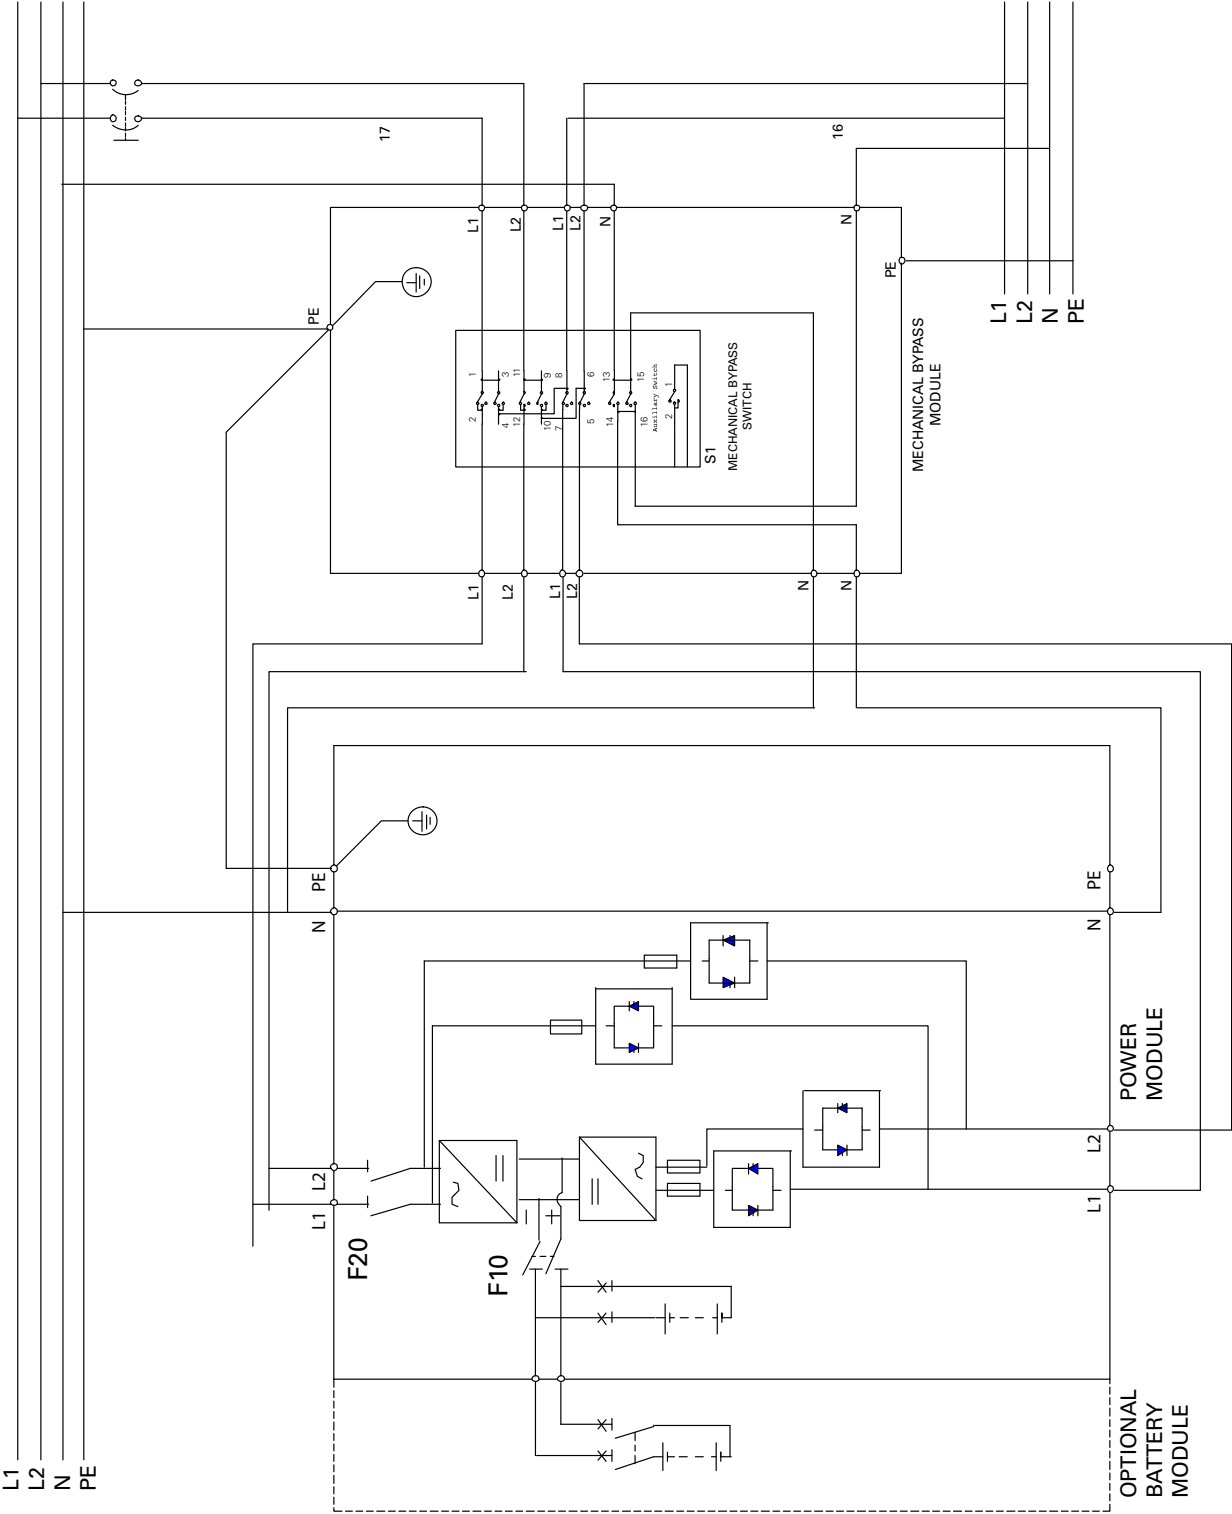 L1
L2
N
PE
17
16
L1
L2
L1
L2
N
N
PE
PE
L1
L2
N
PE
1
3
11
9
8
6
13
15
1
2
4
12
10
7
5
14
16
2
Auxillary Switch
S1
MECHANICAL BYPASS
SWITCH
MECHANICAL BYPASS
MODULE
L1
L2
L1
L2
N
N
PE
N
PE
N
L2
L1
L2
L1
F20
F10
POWER
MODULE
OPTIONAL
BATTERY
MODULE